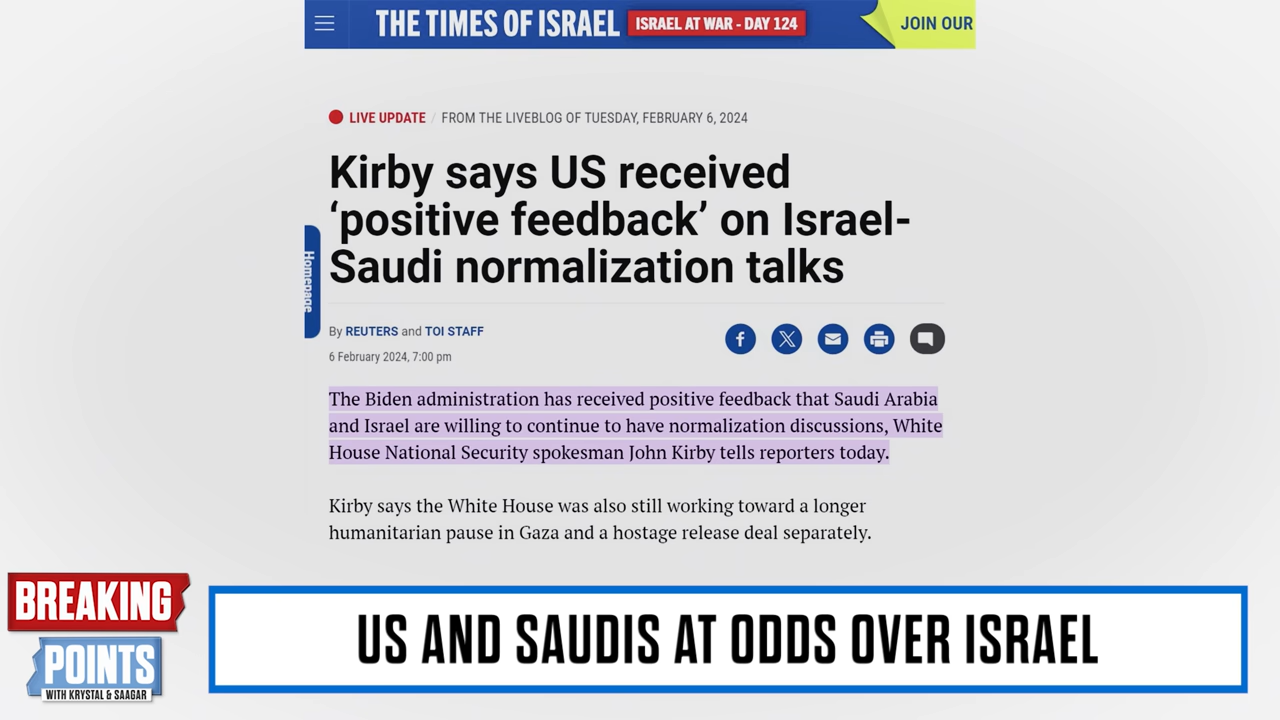 THE TIMES OF ISRAEL ISRAEL AT WAR - DAY 124 JOIN OUR
LIVE UPDATE / FROM THE LIVEBLOG OF TUESDAY, FEBRUARY 6, 2024
Kirby says US received
‘positive feedback’ on Israel-
Saudi normalization talks
Homepage
By REUTERS and TOI STAFF
6 February 2024, 7:00 pm
The Biden administration has received positive feedback that Saudi Arabia
and Israel are willing to continue to have normalization discussions, White
House National Security spokesman John Kirby tells reporters today.
Kirby says the White House was also still working toward a longer
humanitarian pause in Gaza and a hostage release deal separately.
BREAKING
POINTS
WITH KRYSTAL & SAAGAR
US AND SAUDIS AT ODDS OVER ISRAEL